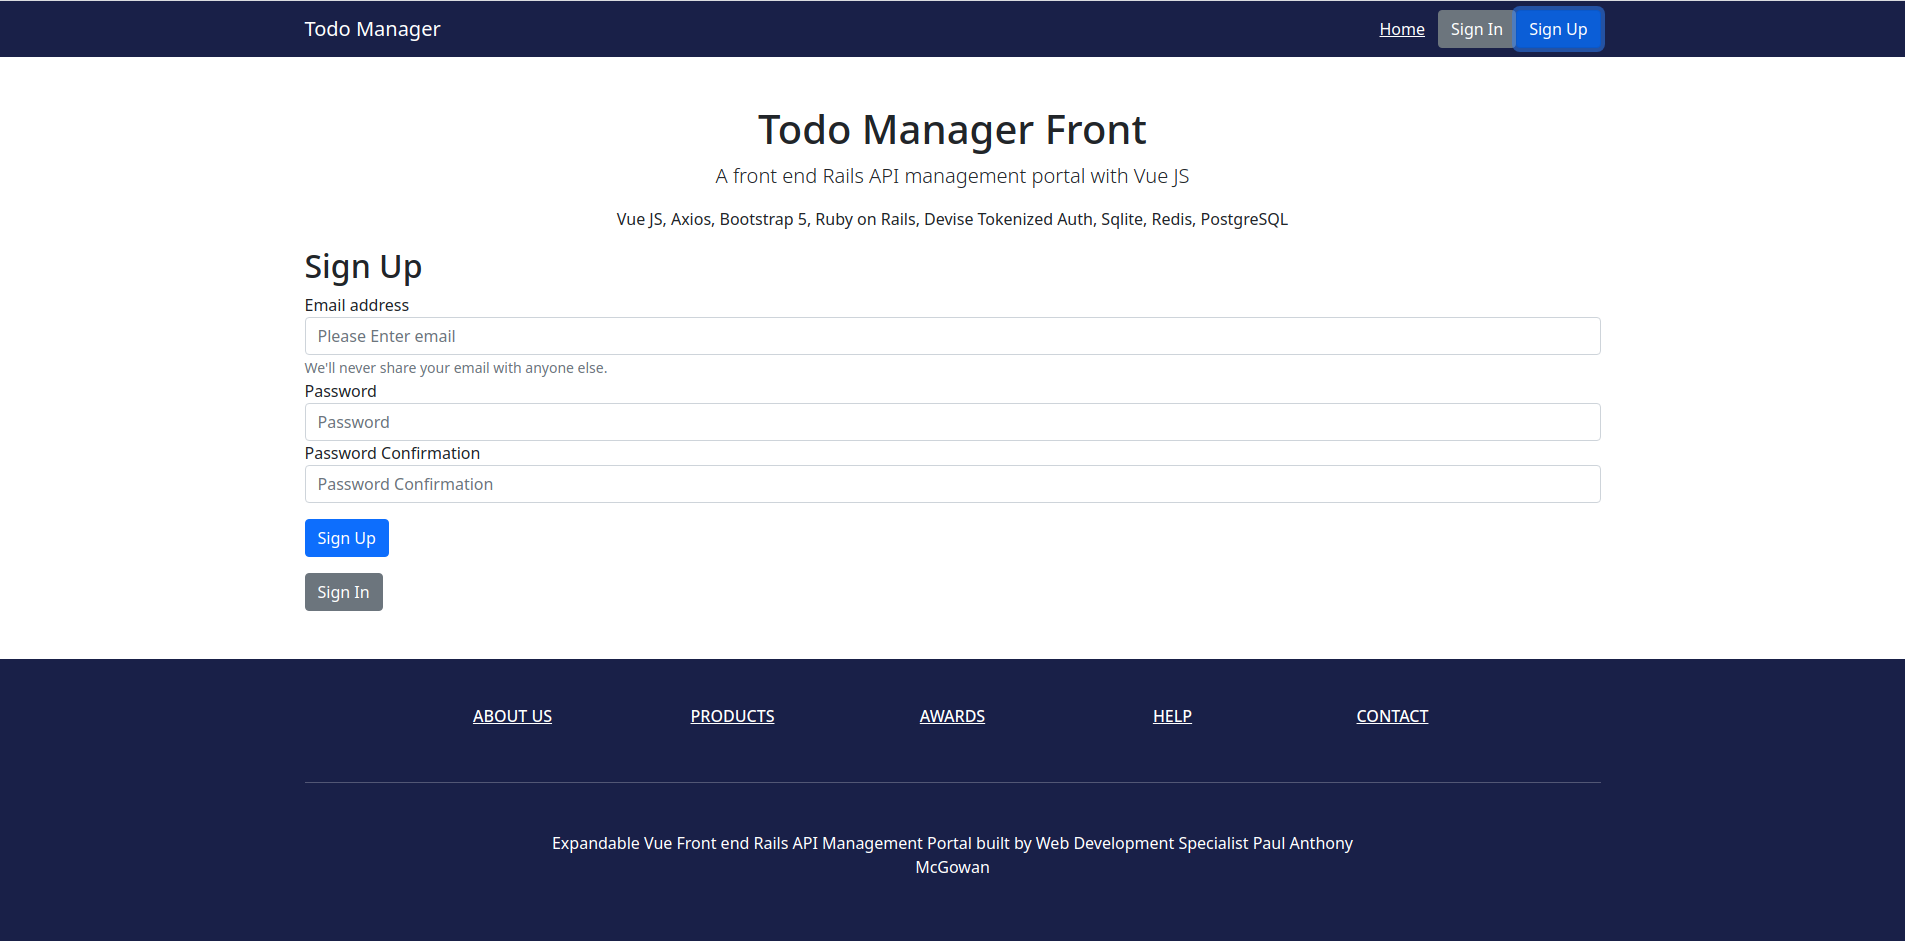 Todo Manager
Home
Sign In
Sign Up
Todo Manager Front
A front end Rails API management portal with Vue JS
Vue JS, Axios, Bootstrap 5, Ruby on Rails, Devise Tokenized Auth, Sqlite, Redis, PostgreSQL
Sign Up
Email address
Please Enter email
We'll never share your email with anyone else.
Password
Password
Password Confirmation
Password Confirmation
Sign Up
Sign In
ABOUT US
PRODUCTS
AWARDS
HELP
CONTACT
Expandable Vue Front end Rails API Management Portal built by Web Development Specialist Paul Anthony
McGowan